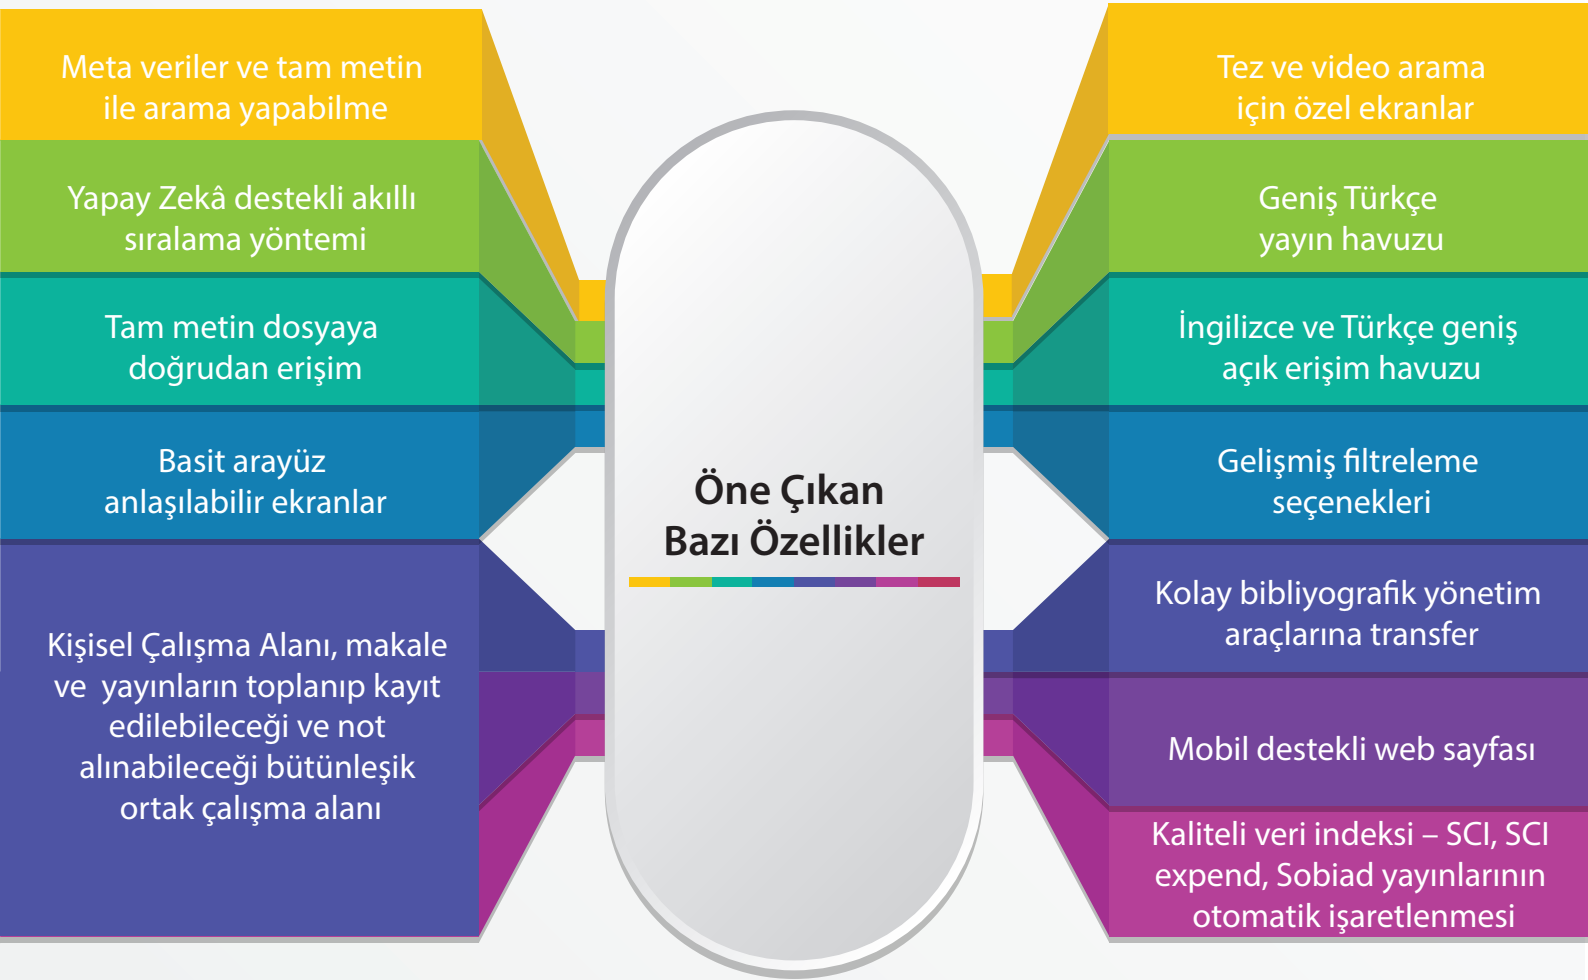 Meta veriler ve tam metin
ile arama yapabilme
Yapay Zekâ destekli akıllı
sıralama yöntemi
Tam metin dosyaya
doğrudan erişim
Basit arayüz
anlaşılabilir ekranlar
Kişisel Çalışma Alanı, makale
ve yayınların toplanıp kayıt
edilebileceği ve not
alınabileceği bütünleşik
ortak çalışma alanı
Öne Çıkan
Bazı Özellikler
Tez ve video arama
için özel ekranlar
Geniş Türkçe
yayın havuzu
İngilizce ve Türkçe geniş
açık erişim havuzu
Gelişmiş filtreleme
seçenekleri
Kolay bibliyografik yönetim
araçlarına transfer
Mobil destekli web sayfası
Kaliteli veri indeksi – SCI, SCI
expend, Sobiad yayınlarının
otomatik işaretlenmesi